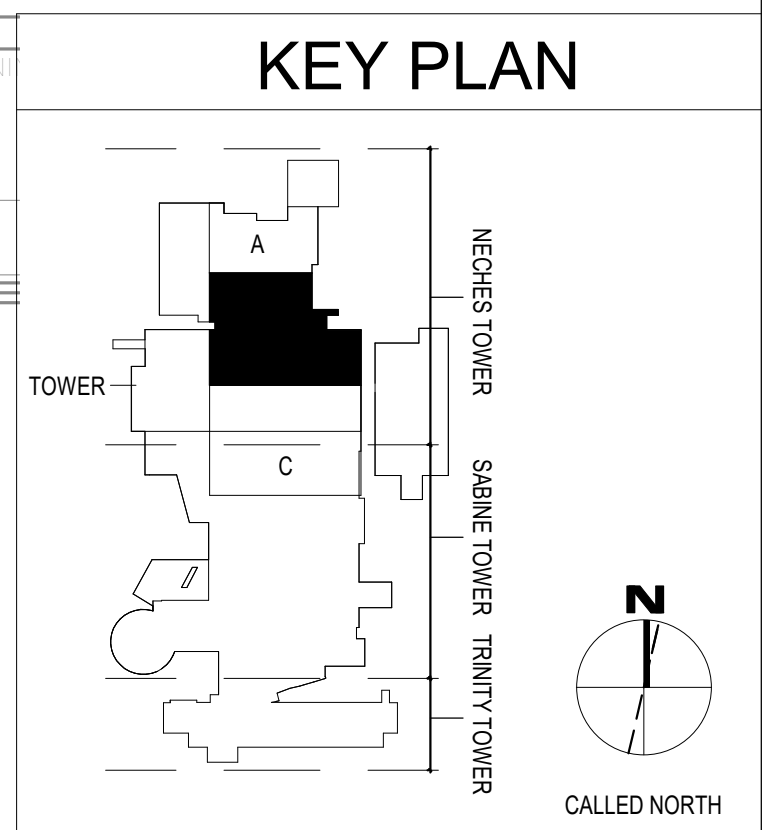 KEY PLAN
A
NECHES TOWER
TOWER
C
SABINE TOWER
TRINITY TOWER
N
CALLED NORTH